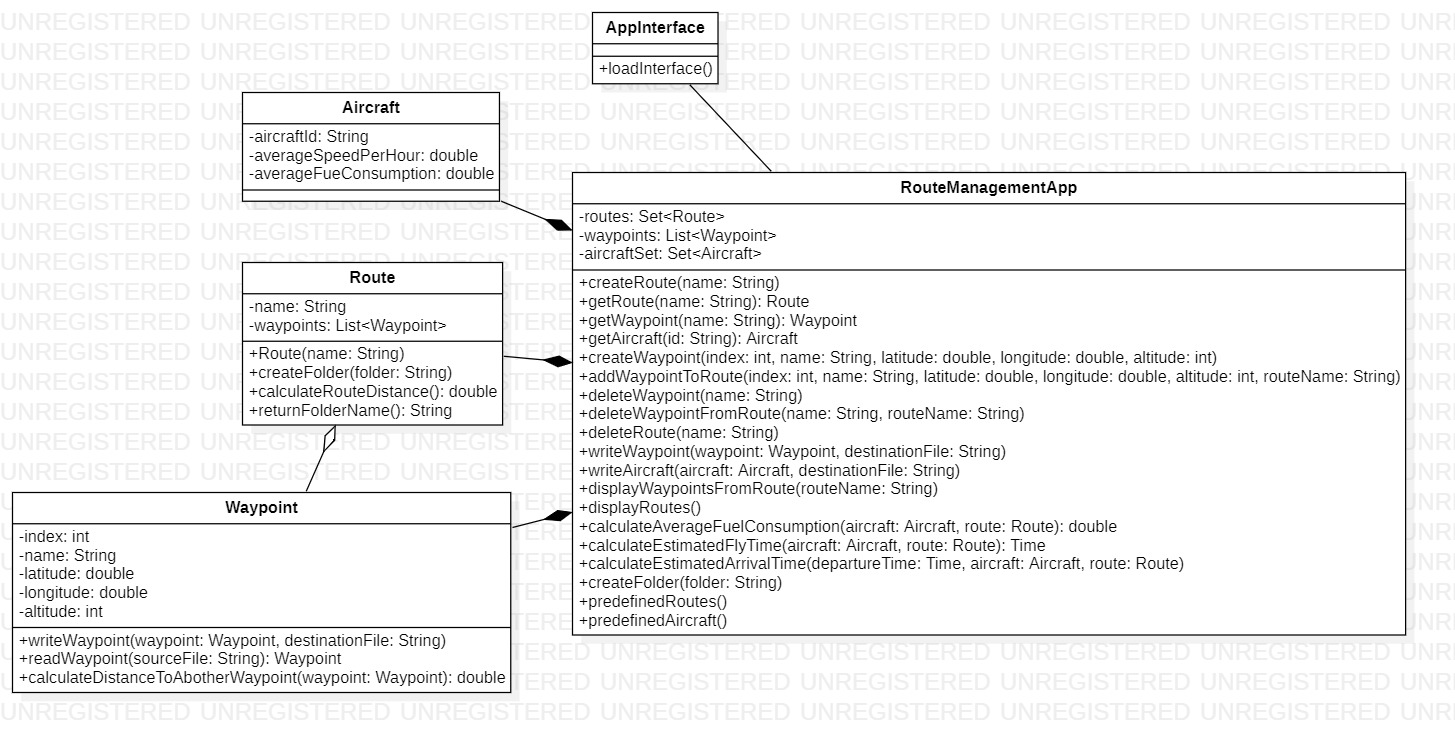 AppInterface
+loadInterface()
Aircraft
-aircraftId: String
-averageSpeedPerHour: double
-averageFueConsumption: double
RouteManagementApp
-routes: Set<Route>
-waypoints: List<Waypoint>
-aircraftSet: Set<Aircraft>
+createRoute(name: String)
+getRoute(name: String): Route
+getWaypoint(name: String): Waypoint
+getAircraft(id: String): Aircraft
+createWaypoint(index: int, name: String, latitude: double, longitude: double, altitude: int)
+addWaypointToRoute(index: int, name: String, latitude: double, longitude: double, altitude: int, routeName: String)
+deleteWaypoint(name: String)
+deleteWaypointFromRoute(name: String, routeName: String)
+deleteRoute(name: String)
+writeWaypoint(waypoint: Waypoint, destinationFile: String)
+writeAircraft(aircraft: Aircraft, destinationFile: String)
+displayWaypointsFromRoute(routeName: String)
+displayRoutes()
+calculateAverageFuelConsumption(aircraft: Aircraft, route: Route): double
+calculateEstimatedFlyTime(aircraft: Aircraft, route: Route): Time
+calculateEstimatedArrivalTime(departureTime: Time, aircraft: Aircraft, route: Route)
+createFolder(folder: String)
+predefinedRoutes()
+predefinedAircraft()
Route
-name: String
-waypoints: List<Waypoint>
+Route(name: String)
+createFolder(folder: String)
+calculateRouteDistance(): double
+returnFolderName(): String
Waypoint
-index: int
-name: String
-latitude: double
-longitude: double
-altitude: int
+writeWaypoint(waypoint: Waypoint, destinationFile: String)
+readWaypoint(sourceFile: String): Waypoint
+calculateDistanceToAbotherWaypoint(waypoint: Waypoint): double
UNREGISTERED